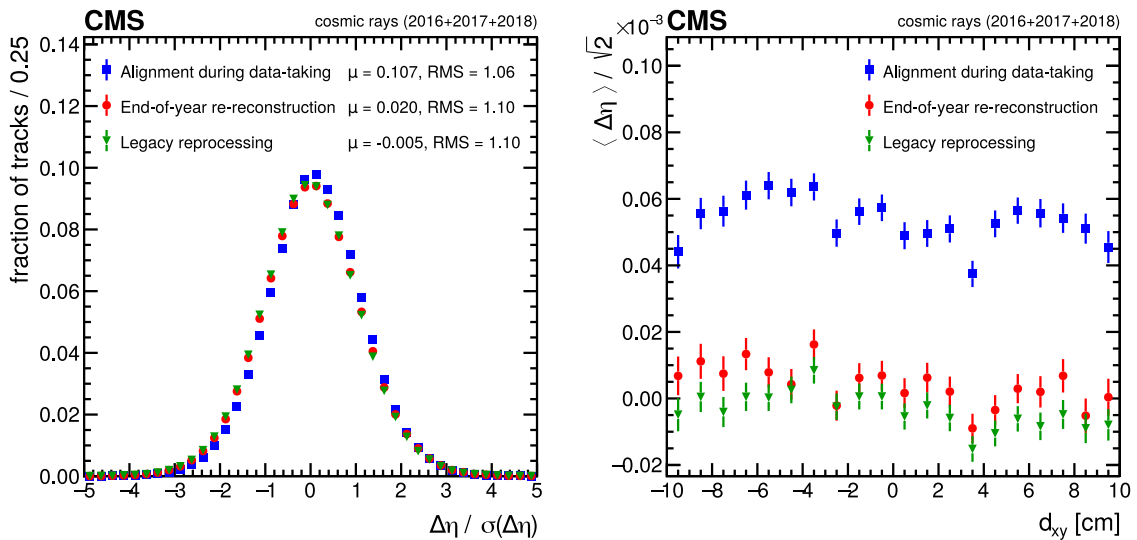 CMS cosmic rays (2016+2017+2018)
fraction of tracks / 0.25
0.14
0.12
0.10
0.08
0.06
0.04
0.02
0.00
Alignment during data-taking μ = 0.107, RMS = 1.06
End-of-year re-reconstruction μ = 0.020, RMS = 1.10
Legacy reprocessing μ = -0.005, RMS = 1.10
−5 −4 −3 −2 −1 0 1 2 3 4 5
Δη / σ(Δη)
CMS cosmic rays (2016+2017+2018)
⟨ Δη ⟩ / √2 ×10⁻³
0.10
0.08
0.06
0.04
0.02
0.00
−0.02
Alignment during data-taking
End-of-year re-reconstruction
Legacy reprocessing
−10 −8 −6 −4 −2 0 2 4 6 8 10
d_xy [cm]